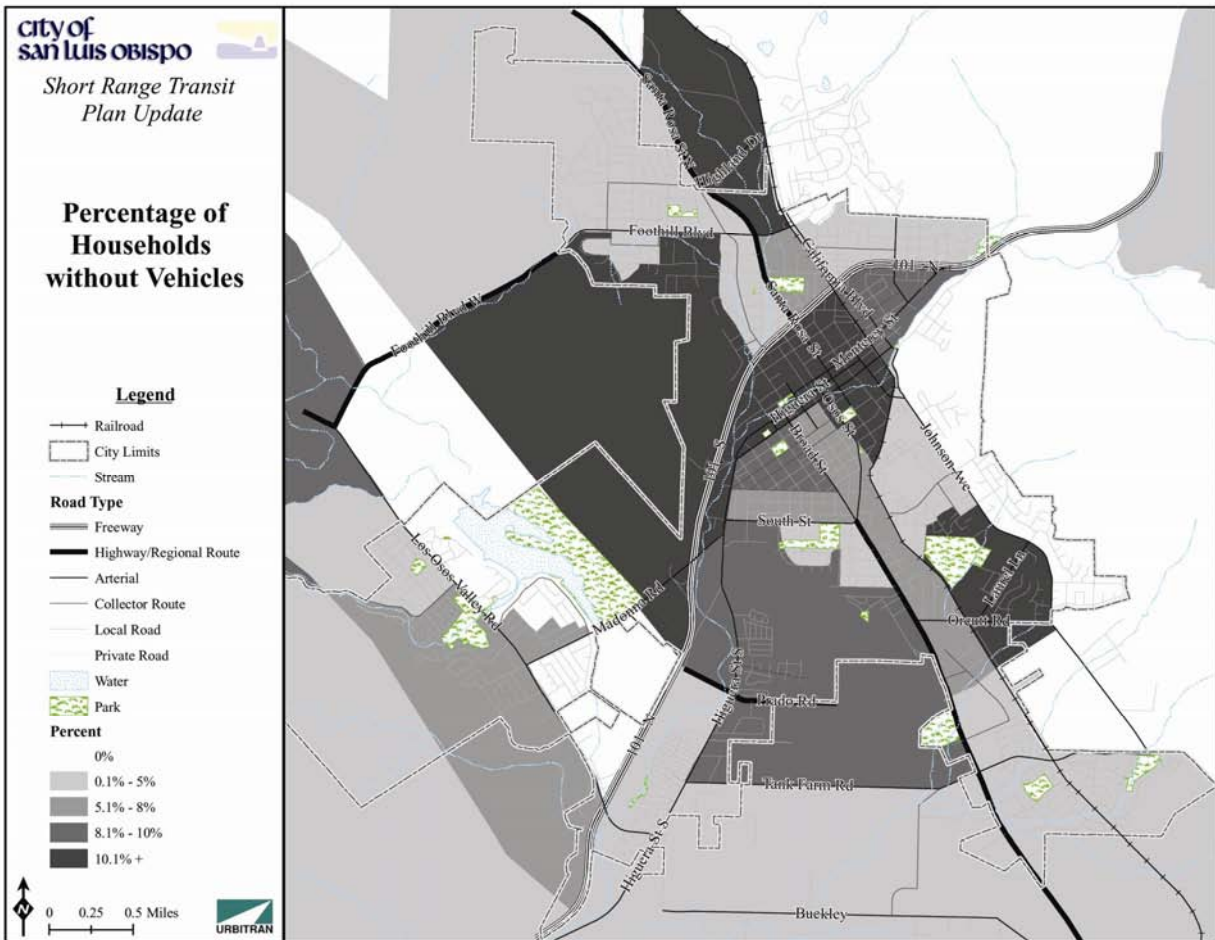 city of
san luis obispo
Short Range Transit
Plan Update
Percentage of
Households
without Vehicles
Legend
Railroad
City Limits
Stream
Road Type
Freeway
Highway/Regional Route
Arterial
Collector Route
Local Road
Private Road
Water
Park
Percent
0%
0.1% - 5%
5.1% - 8%
8.1% - 10%
10.1% +
N
0 0.25 0.5 Miles
URBITRAN
Santa Rosa St N
Highland Dr
Foothill Blvd
California Blvd
101 N
Foothill Blvd W
Santa Rosa St
Monterey St
Higuera St
Osos St
Broad St
Johnson Ave
101 S
South St
Los Osos Valley Rd
Madonna Rd
Laurel Ln
Orcutt Rd
Higuera St S
Prado Rd
101 N
Tank Farm Rd
Higuera St S
Buckley